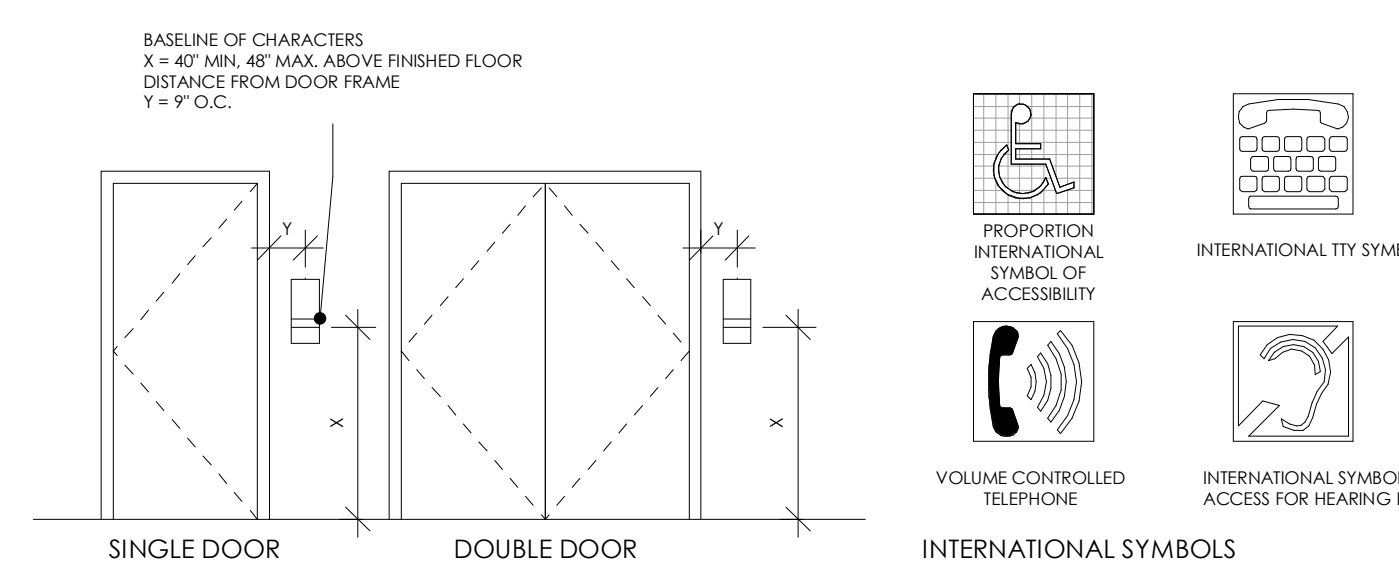 BASELINE OF CHARACTERS
X = 40" MIN, 48" MAX. ABOVE FINISHED FLOOR
DISTANCE FROM DOOR FRAME
Y = 9" O.C.
Y
Y
X
X
SINGLE DOOR
DOUBLE DOOR
PROPORTION
INTERNATIONAL
SYMBOL OF
ACCESSIBILITY
INTERNATIONAL TTY
VOLUME CONTROLLED
TELEPHONE
INTERNATIONAL
ACCESS FOR HEARING
INTERNATIONAL SYMBOLS